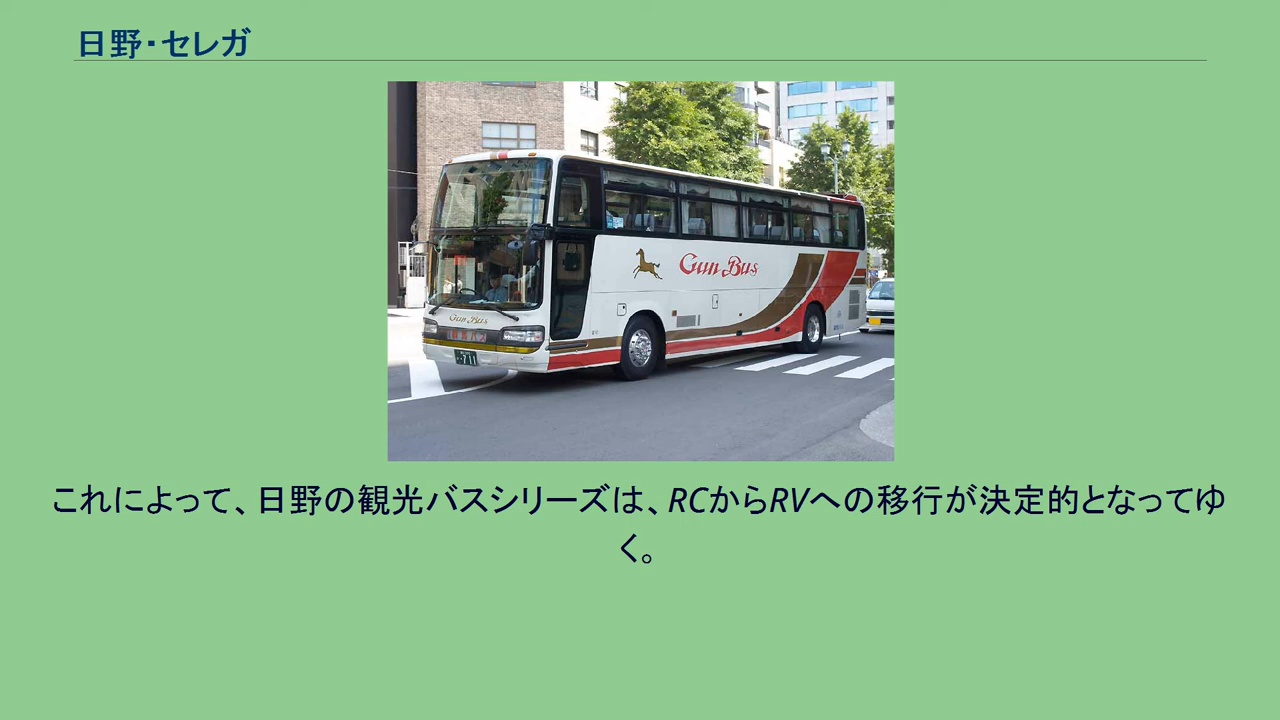 日野・セレガ
Gun Bus
Gun Bus
711
これによって、日野の観光バスシリーズは、RCからRVへの移行が決定的となってゆ
く。